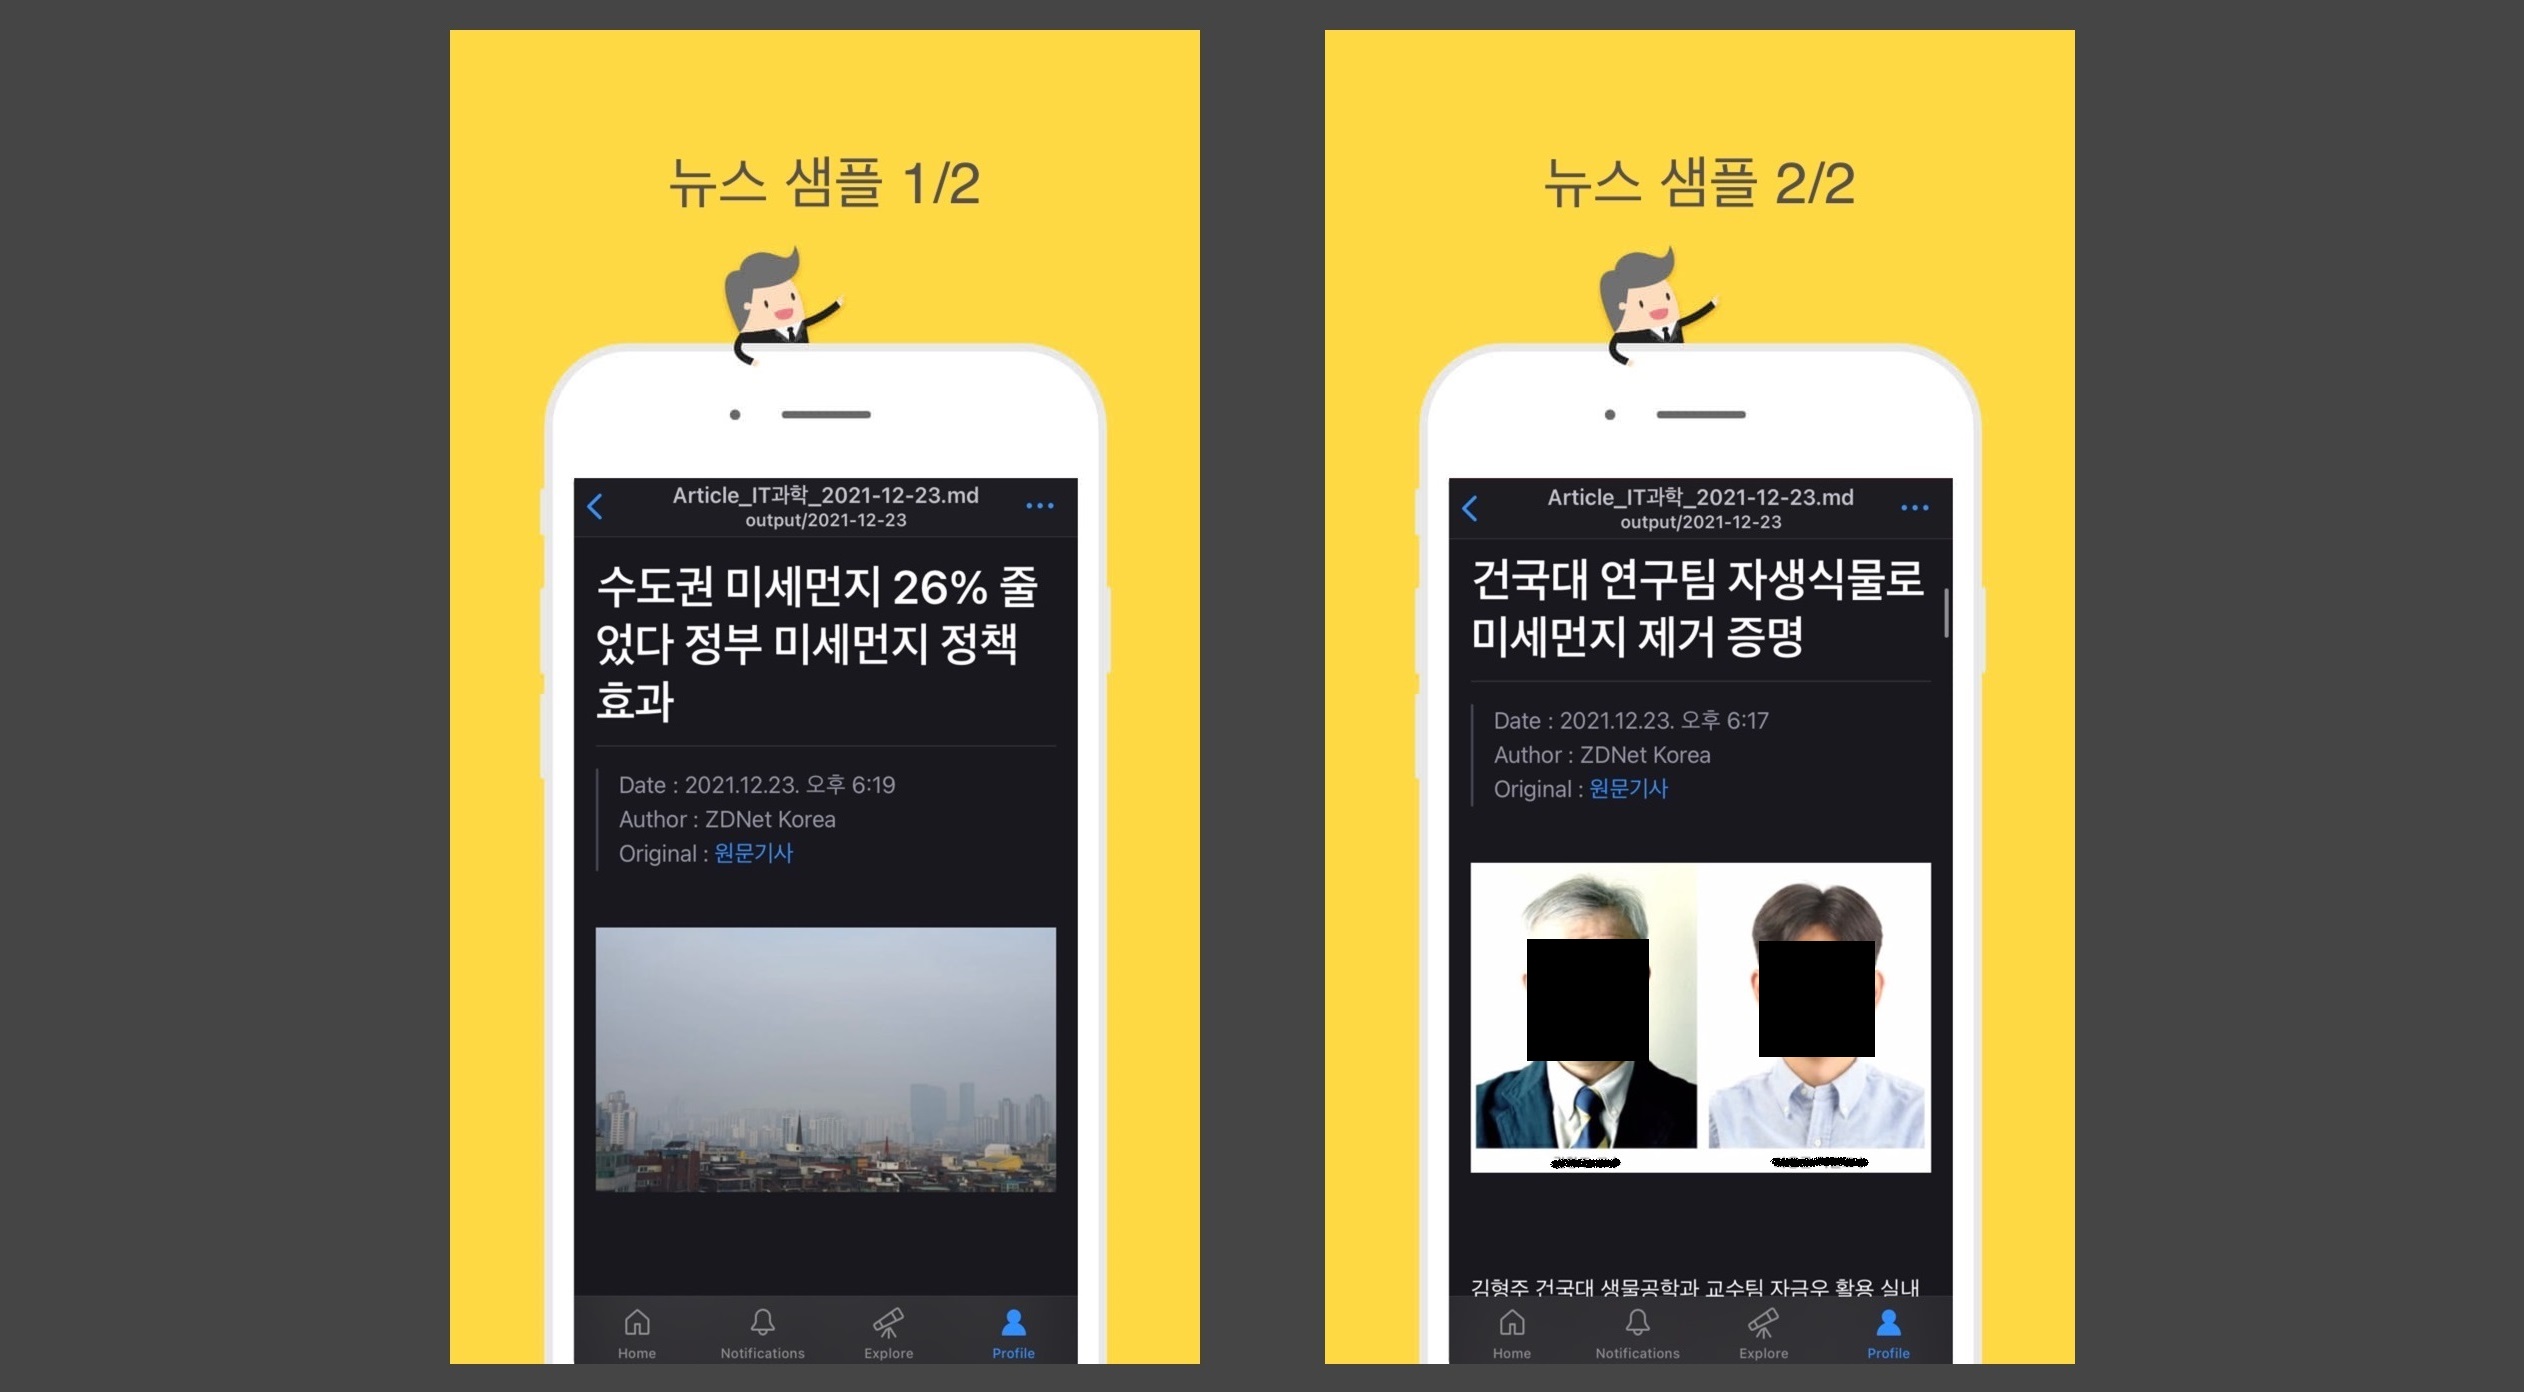 뉴스 샘플 1/2
Article_IT과학_2021-12-23.md
output/2021-12-23
수도권 미세먼지 26% 줄
었다 정부 미세먼지 정책
효과
Date : 2021.12.23. 오후 6:19
Author : ZDNet Korea
Original : 원문기사
Home
Notifications
Explore
Profile
뉴스 샘플 2/2
Article_IT과학_2021-12-23.md
output/2021-12-23
건국대 연구팀 자생식물로
미세먼지 제거 증명
Date : 2021.12.23. 오후 6:17
Author : ZDNet Korea
Original : 원문기사
김형주 건국대 생물공학과 교수팀 자금우 활용 실내
Home
Notifications
Explore
Profile